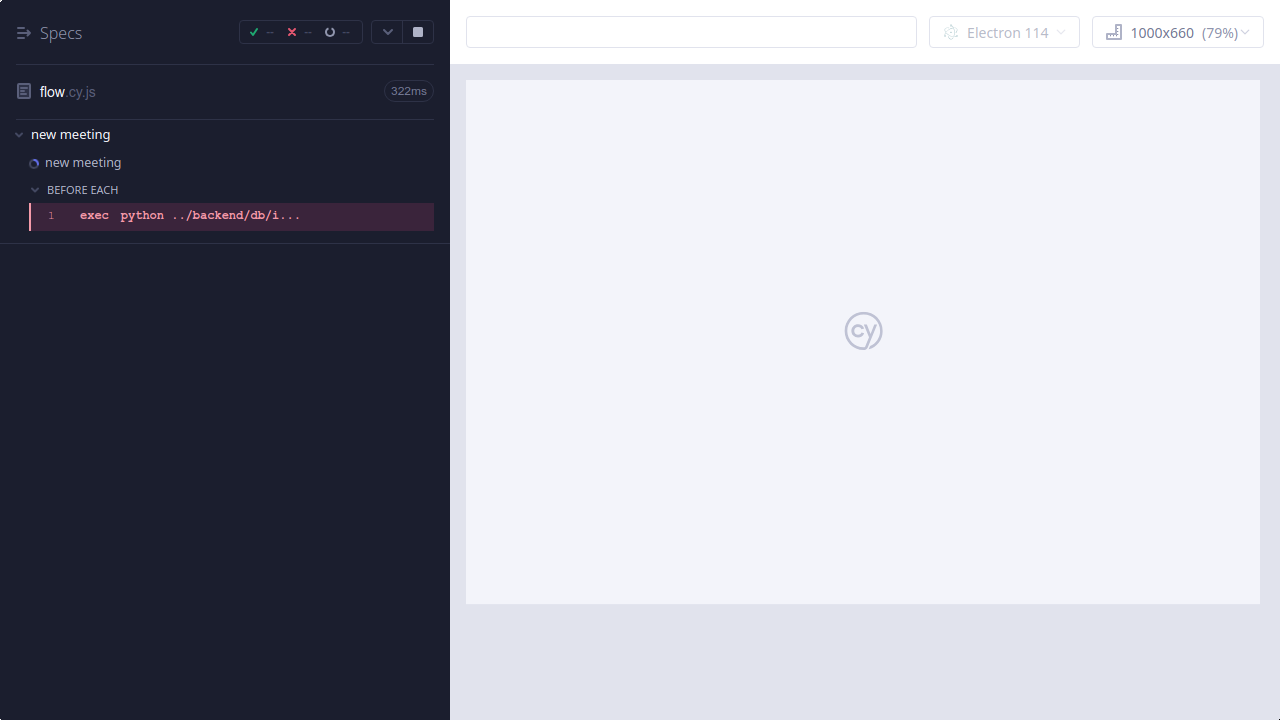 Specs
--
--
--
flow.cy.js
322ms
new meeting
new meeting
BEFORE EACH
1 exec python ../backend/db/i...
Electron 114
1000x660 (79%)
cy